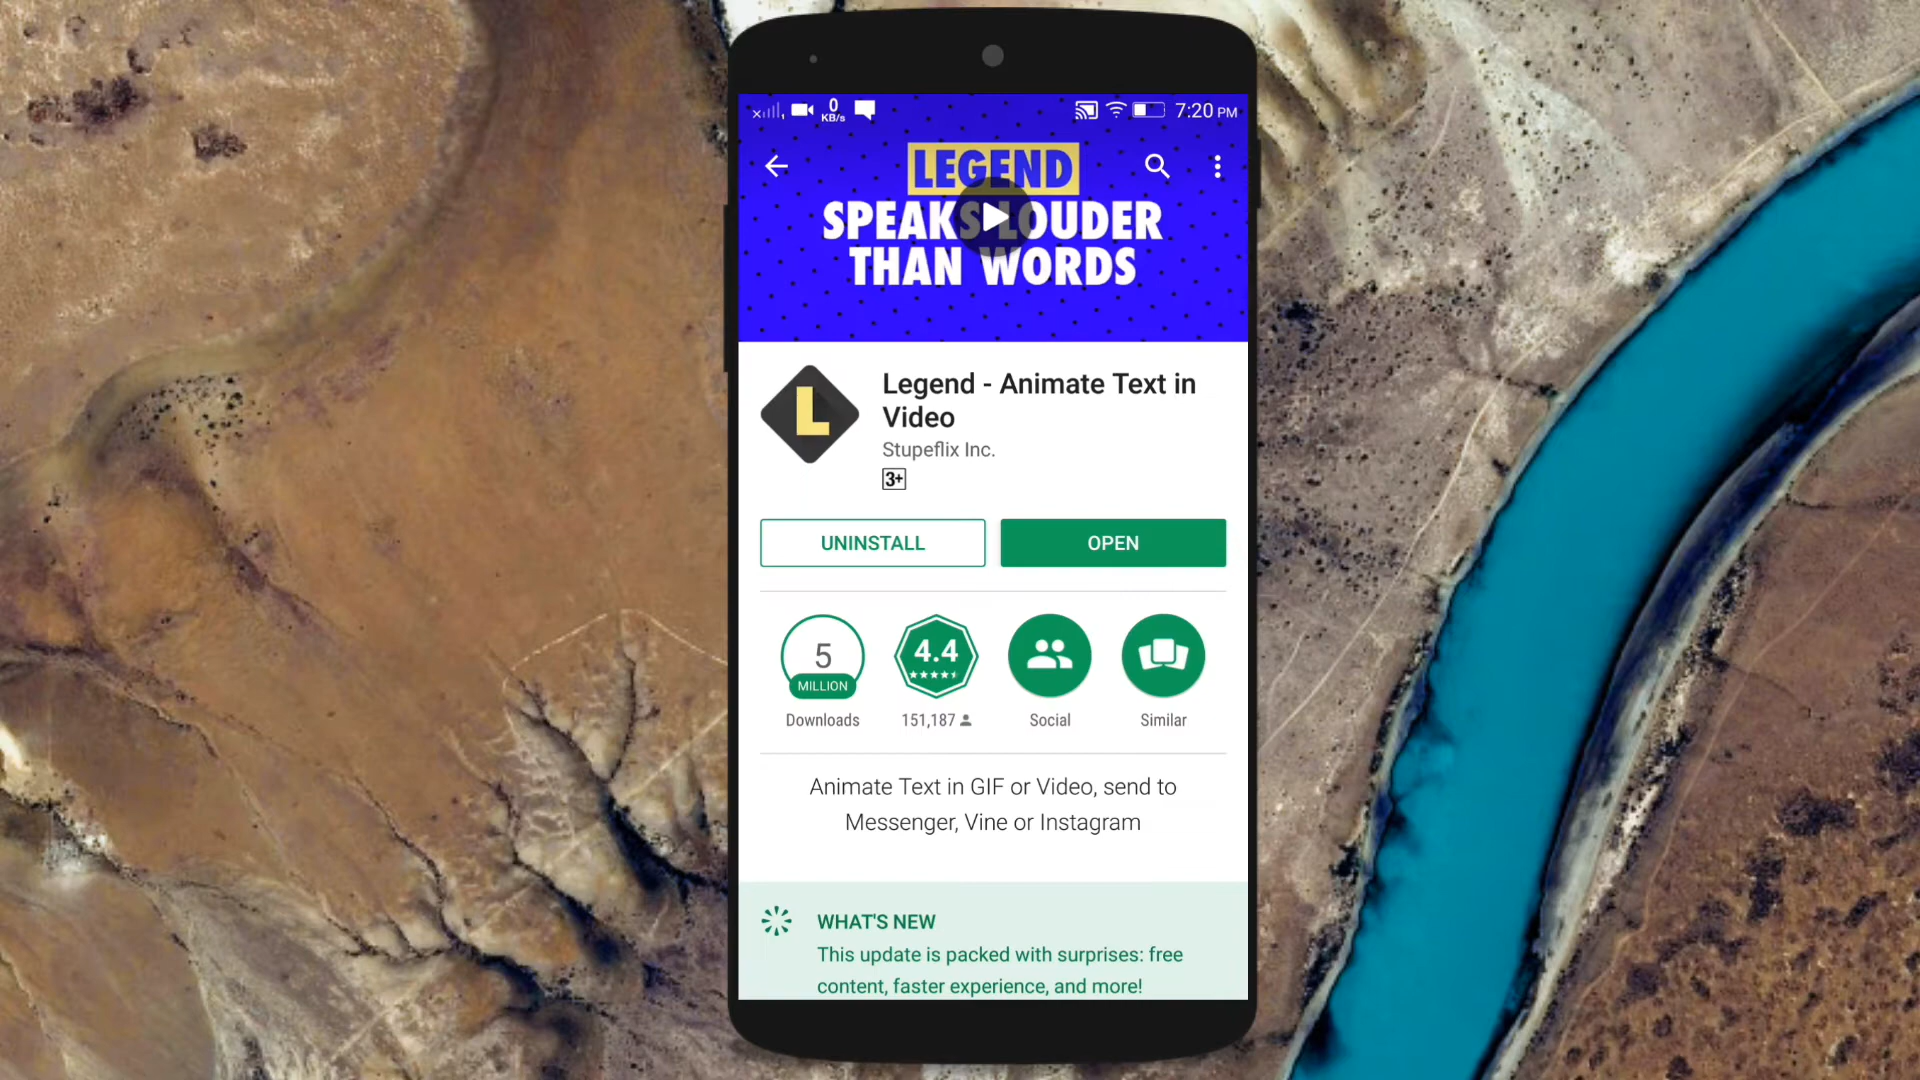 0
KB/s
7:20 PM
LEGEND
SPEAKS LOUDER
THAN WORDS
L
Legend - Animate Text in
Video
Stupeflix Inc.
3+
UNINSTALL
OPEN
5
MILLION
4.4
Downloads
151,187
Social
Similar
Animate Text in GIF or Video, send to
Messenger, Vine or Instagram
WHAT'S NEW
This update is packed with surprises: free
content, faster experience, and more!